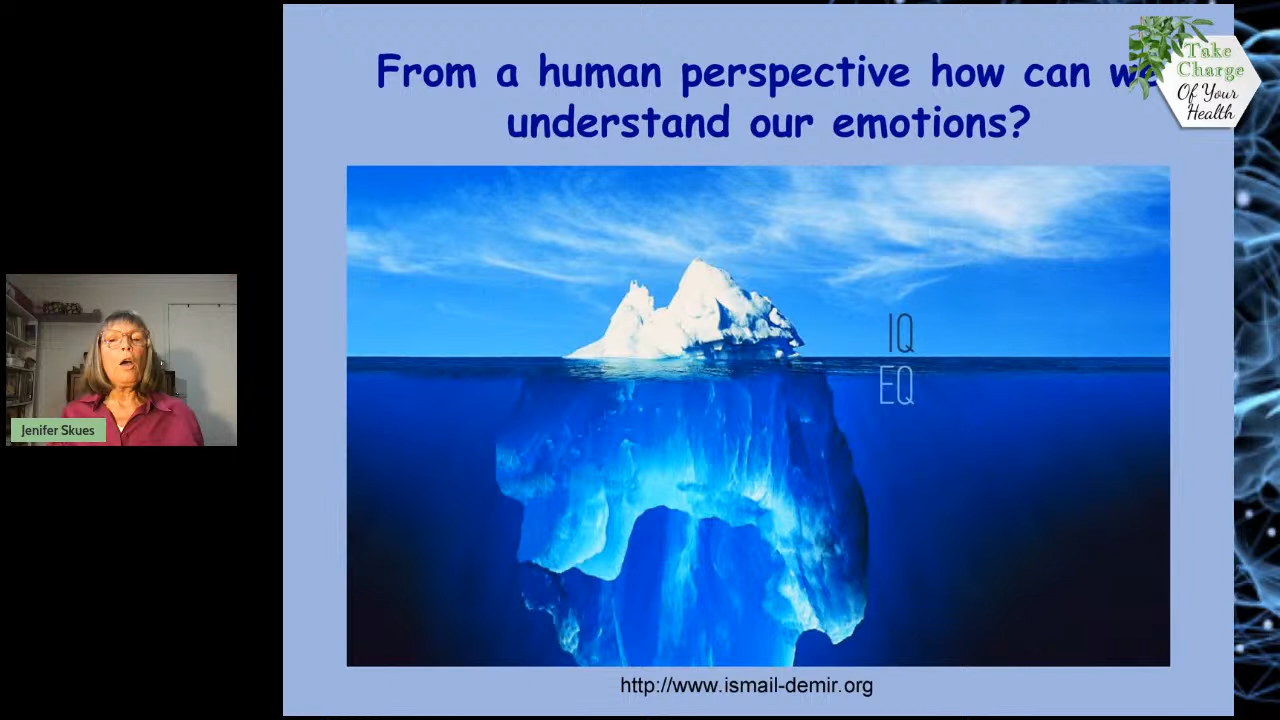 From a human perspective how can we
understand our emotions?
Take
Charge
Of Your
Health
IQ
EQ
Jenifer Skues
http://www.ismail-demir.org